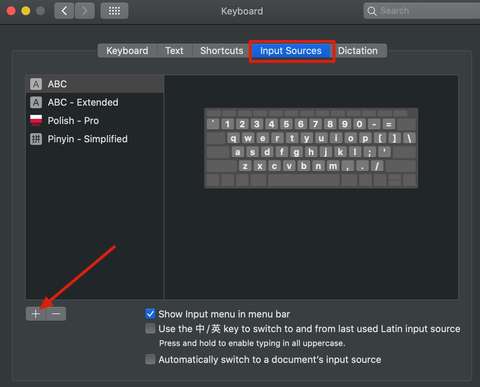 Keyboard
Search
Keyboard Text Shortcuts Input Sources Dictation
A ABC
A ABC - Extended
Polish - Pro
拼 Pinyin - Simplified
` 1 2 3 4 5 6 7 8 9 0 - =
q w e r t y u i o p [ ] \
a s d f g h j k l ; '
z x c v b n m , . /
+ −
Show Input menu in menu bar
Use the 中/英 key to switch to and from last used Latin input source
Press and hold to enable typing in all uppercase.
Automatically switch to a document's input source